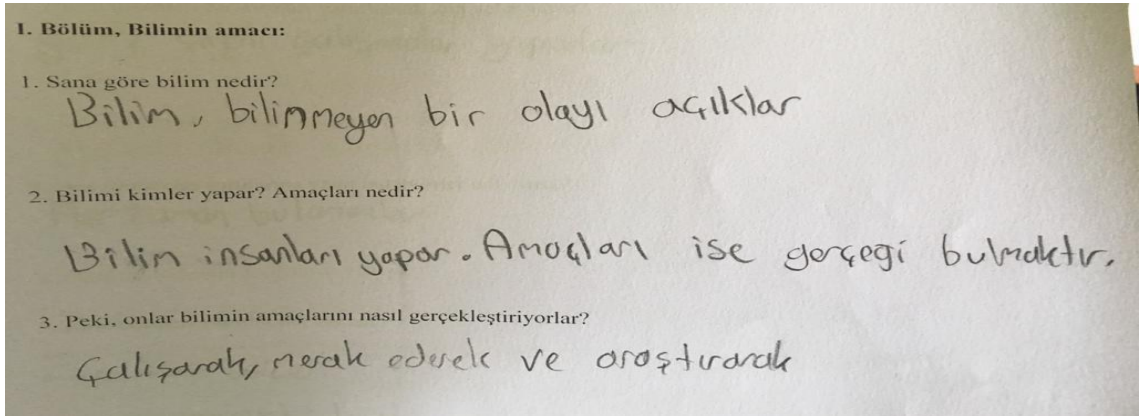 I. Bölüm, Bilimin amacı:
1. Sana göre bilim nedir?
Bilim, bilinmeyen bir olayı açıklar
2. Bilimi kimler yapar? Amaçları nedir?
Bilim insanları yapar. Amaçları ise gerçeği bulmaktır.
3. Peki, onlar bilimin amaçlarını nasıl gerçekleştiriyorlar?
Çalışarak, merak ederek ve araştırarak